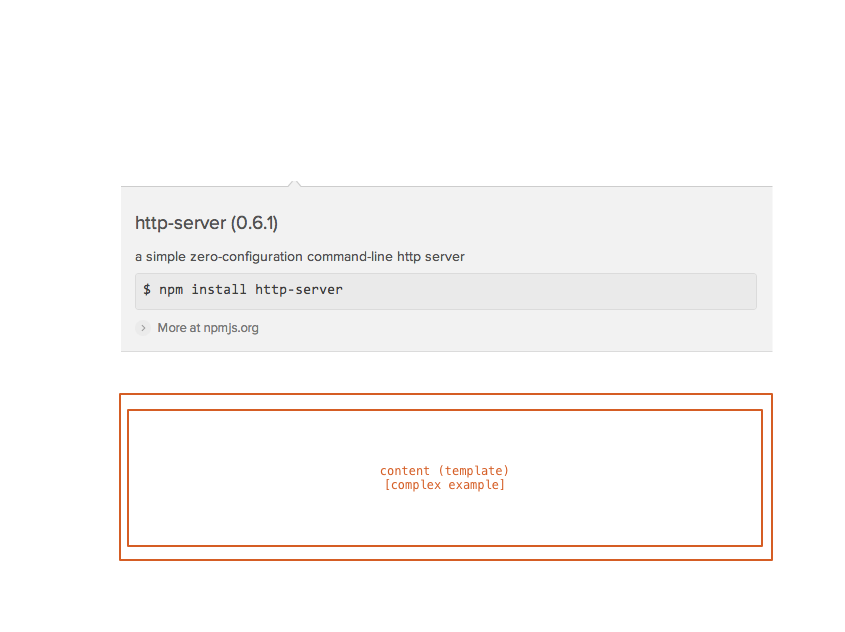 http-server (0.6.1)
a simple zero-configuration command-line http server
$ npm install http-server
More at npmjs.org
content (template)
[complex example]